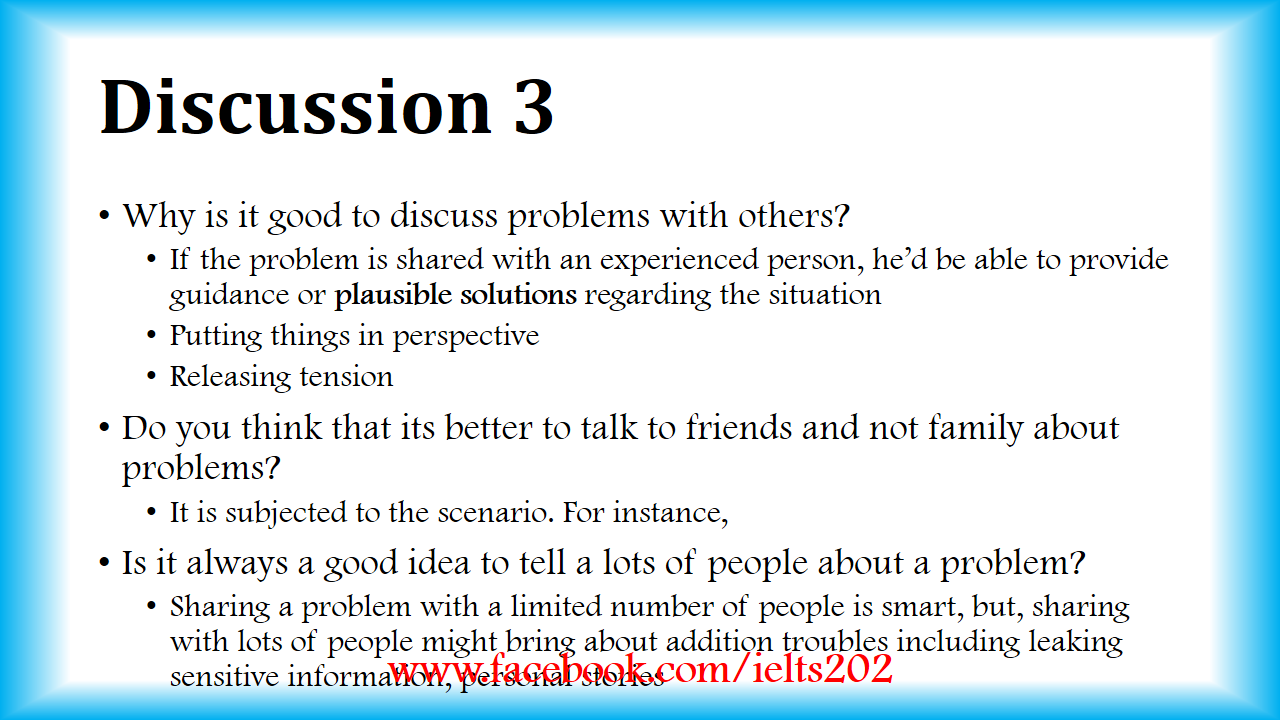 Discussion 3
• Why is it good to discuss problems with others?
• If the problem is shared with an experienced person, he’d be able to provide
guidance or plausible solutions regarding the situation
• Putting things in perspective
• Releasing tension
• Do you think that its better to talk to friends and not family about
problems?
• It is subjected to the scenario. For instance,
• Is it always a good idea to tell a lots of people about a problem?
• Sharing a problem with a limited number of people is smart, but, sharing
with lots of people might bring about addition troubles including leaking
sensitive information, personal stories
www.facebook.com/ielts202